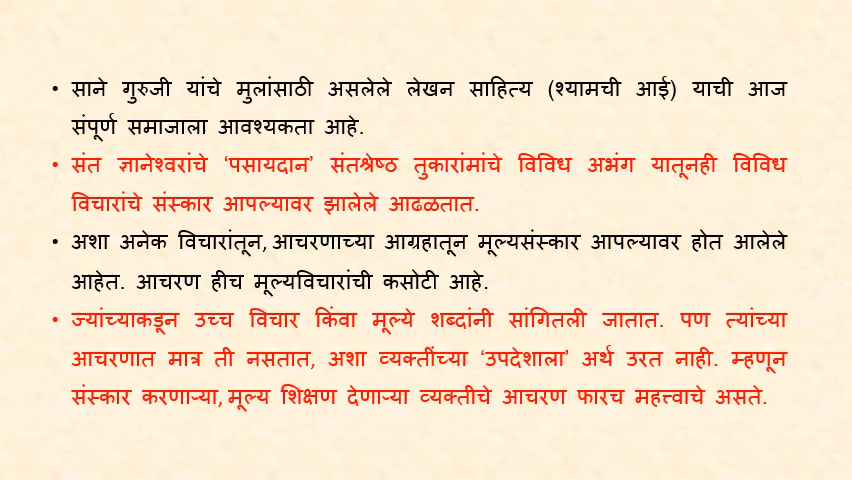 • साने गुरुजी यांचे मुलांसाठी असलेले लेखन साहित्य (श्यामची आई) याची आज
संपूर्ण समाजाला आवश्यकता आहे.
• संत ज्ञानेश्वरांचे ‘पसायदान’ संतश्रेष्ठ तुकारांमांचे विविध अभंग यातूनही विविध
विचारांचे संस्कार आपल्यावर झालेले आढळतात.
• अशा अनेक विचारांतून, आचरणाच्या आग्रहातून मूल्यसंस्कार आपल्यावर होत आलेले
आहेत. आचरण हीच मूल्यविचारांची कसोटी आहे.
• ज्यांच्याकडून उच्च विचार किंवा मूल्ये शब्दांनी सांगितली जातात. पण त्यांच्या
आचरणात मात्र ती नसतात, अशा व्यक्तींच्या ‘उपदेशाला’ अर्थ उरत नाही. म्हणून
संस्कार करणाऱ्या, मूल्य शिक्षण देणाऱ्या व्यक्तीचे आचरण फारच महत्त्वाचे असते.